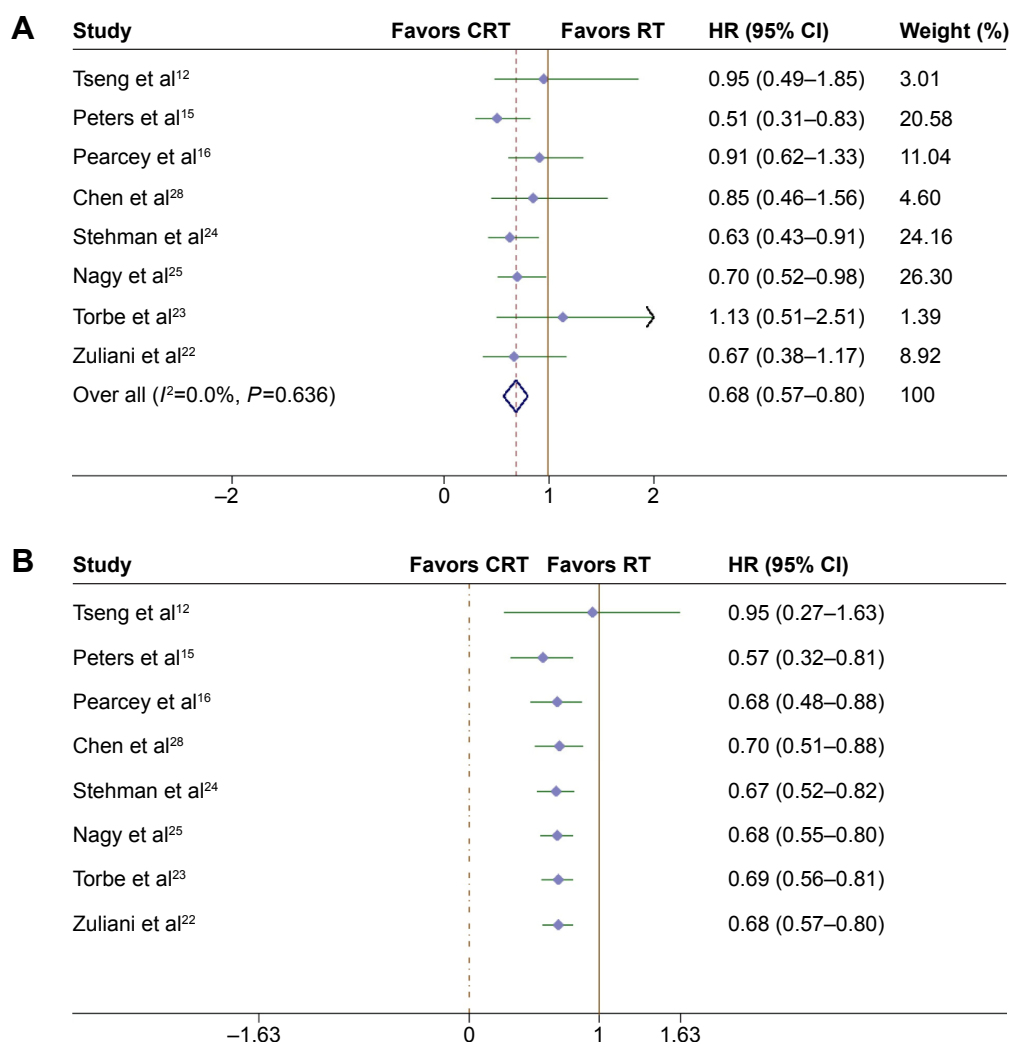 A
Study Favors CRT Favors RT HR (95% CI) Weight (%)
Tseng et al12 0.95 (0.49–1.85) 3.01
Peters et al15 0.51 (0.31–0.83) 20.58
Pearcey et al16 0.91 (0.62–1.33) 11.04
Chen et al28 0.85 (0.46–1.56) 4.60
Stehman et al24 0.63 (0.43–0.91) 24.16
Nagy et al25 0.70 (0.52–0.98) 26.30
Torbe et al23 1.13 (0.51–2.51) 1.39
Zuliani et al22 0.67 (0.38–1.17) 8.92
Over all (I2=0.0%, P=0.636) 0.68 (0.57–0.80) 100
–2 0 1 2
B
Study Favors CRT Favors RT HR (95% CI)
Tseng et al12 0.95 (0.27–1.63)
Peters et al15 0.57 (0.32–0.81)
Pearcey et al16 0.68 (0.48–0.88)
Chen et al28 0.70 (0.51–0.88)
Stehman et al24 0.67 (0.52–0.82)
Nagy et al25 0.68 (0.55–0.80)
Torbe et al23 0.69 (0.56–0.81)
Zuliani et al22 0.68 (0.57–0.80)
–1.63 0 1 1.63